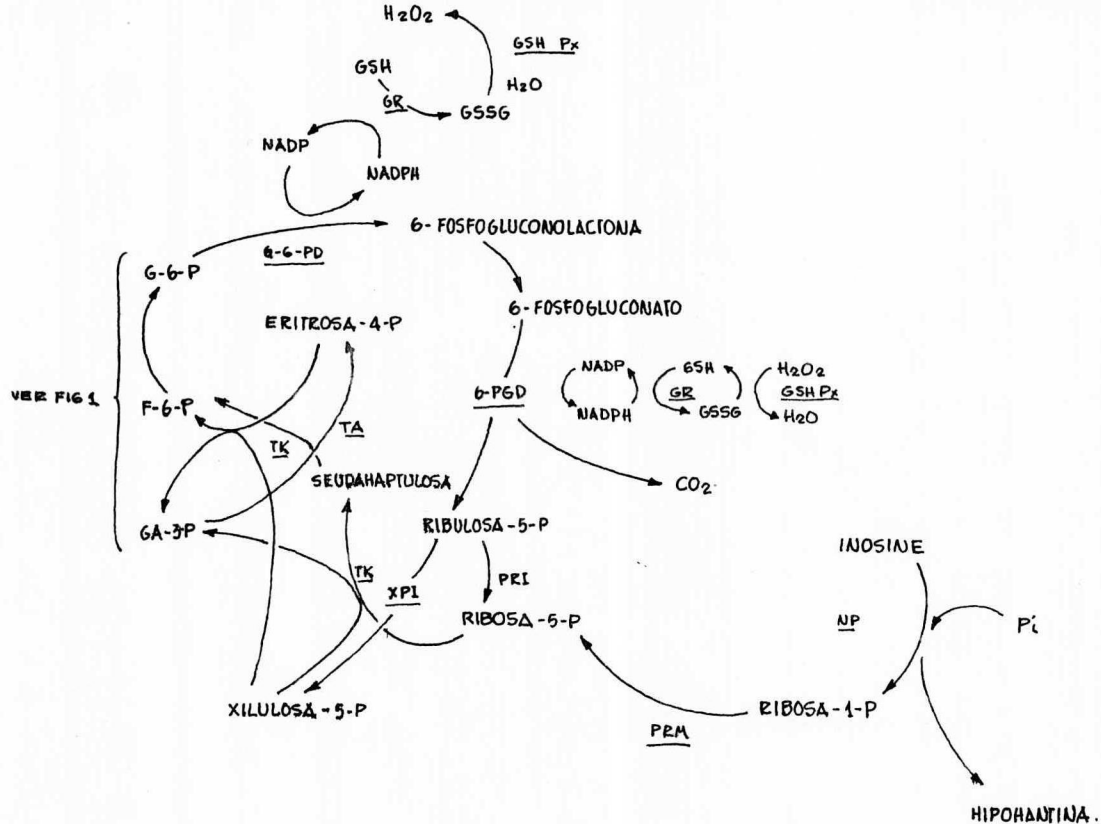 H2O2
GSH Px
GSH
H2O
GR
GSSG
NADP
NADPH
6-FOSFOGLUCONOLACTONA
G-6-PD
G-6-P
6-FOSFOGLUCONATO
ERITROSA-4-P
NADP
GSH
H2O2
VER FIG 1
F-6-P
6-PGD
GR
GSH Px
NADPH
GSSG
H2O
TA
TK
SEUDAHAPTULOSA
CO2
GA-3P
RIBULOSA-5-P
INOSINE
TK
XPI
PRI
RIBOSA-5-P
NP
Pi
XILULOSA-5-P
RIBOSA-1-P
PRM
HIPOHANTINA.